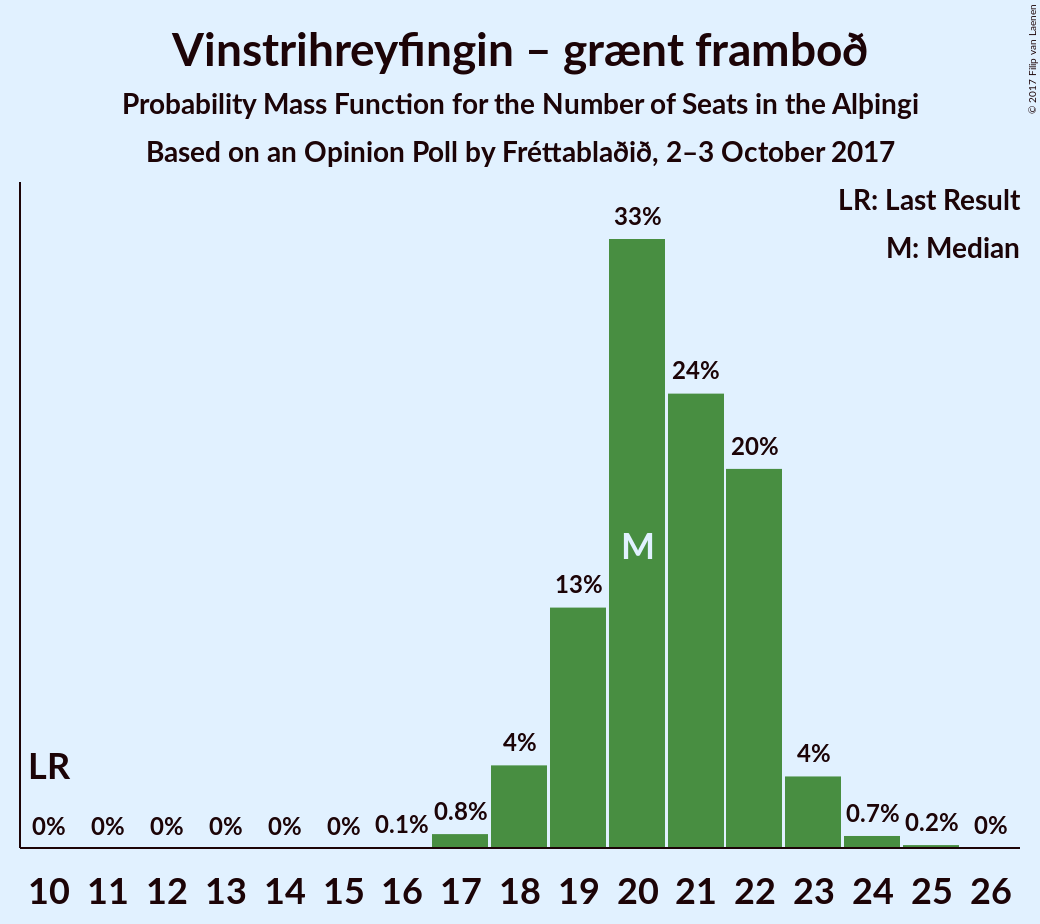 Vinstrihreyfingin – grænt framboð
Probability Mass Function for the Number of Seats in the Alþingi
Based on an Opinion Poll by Fréttablaðið, 2–3 October 2017
© 2017 Filip van Laenen
LR: Last Result
M: Median
33%
24%
20%
M
13%
LR
4%
4%
0% 0% 0% 0% 0% 0% 0.1% 0.8% 0.7% 0.2% 0%
10 11 12 13 14 15 16 17 18 19 20 21 22 23 24 25 26